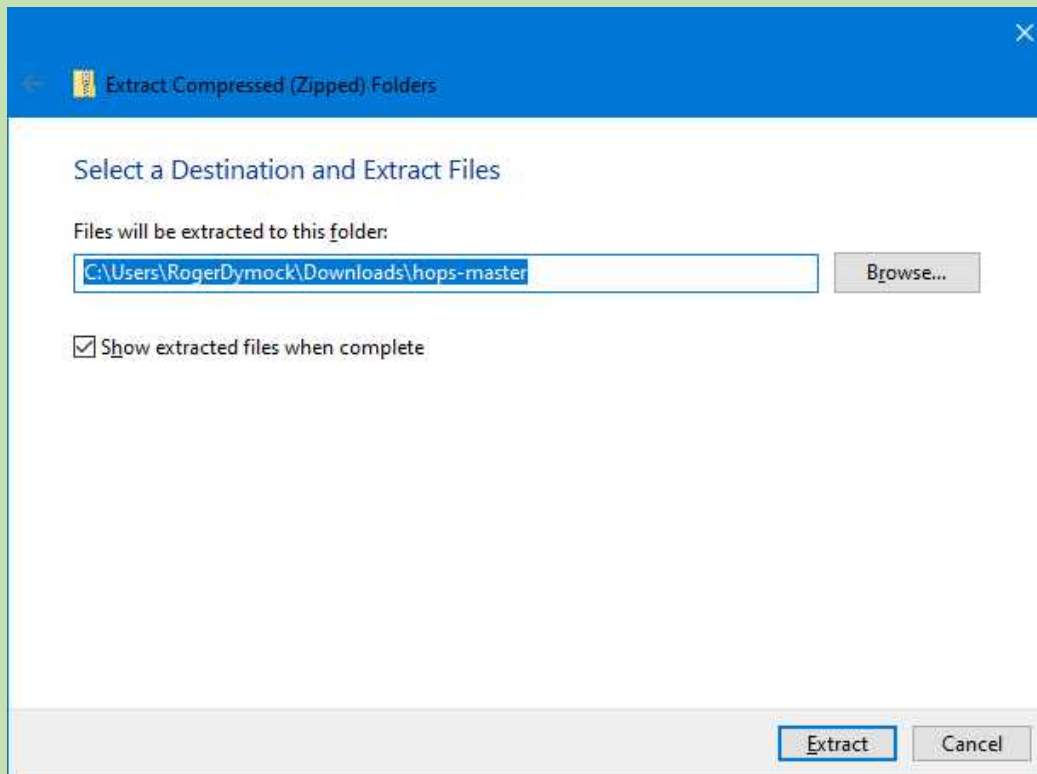 Extract Compressed (Zipped) Folders
Select a Destination and Extract Files
Files will be extracted to this folder:
C:\Users\RogerDymock\Downloads\hops-master
Browse...
Show extracted files when complete
Extract
Cancel